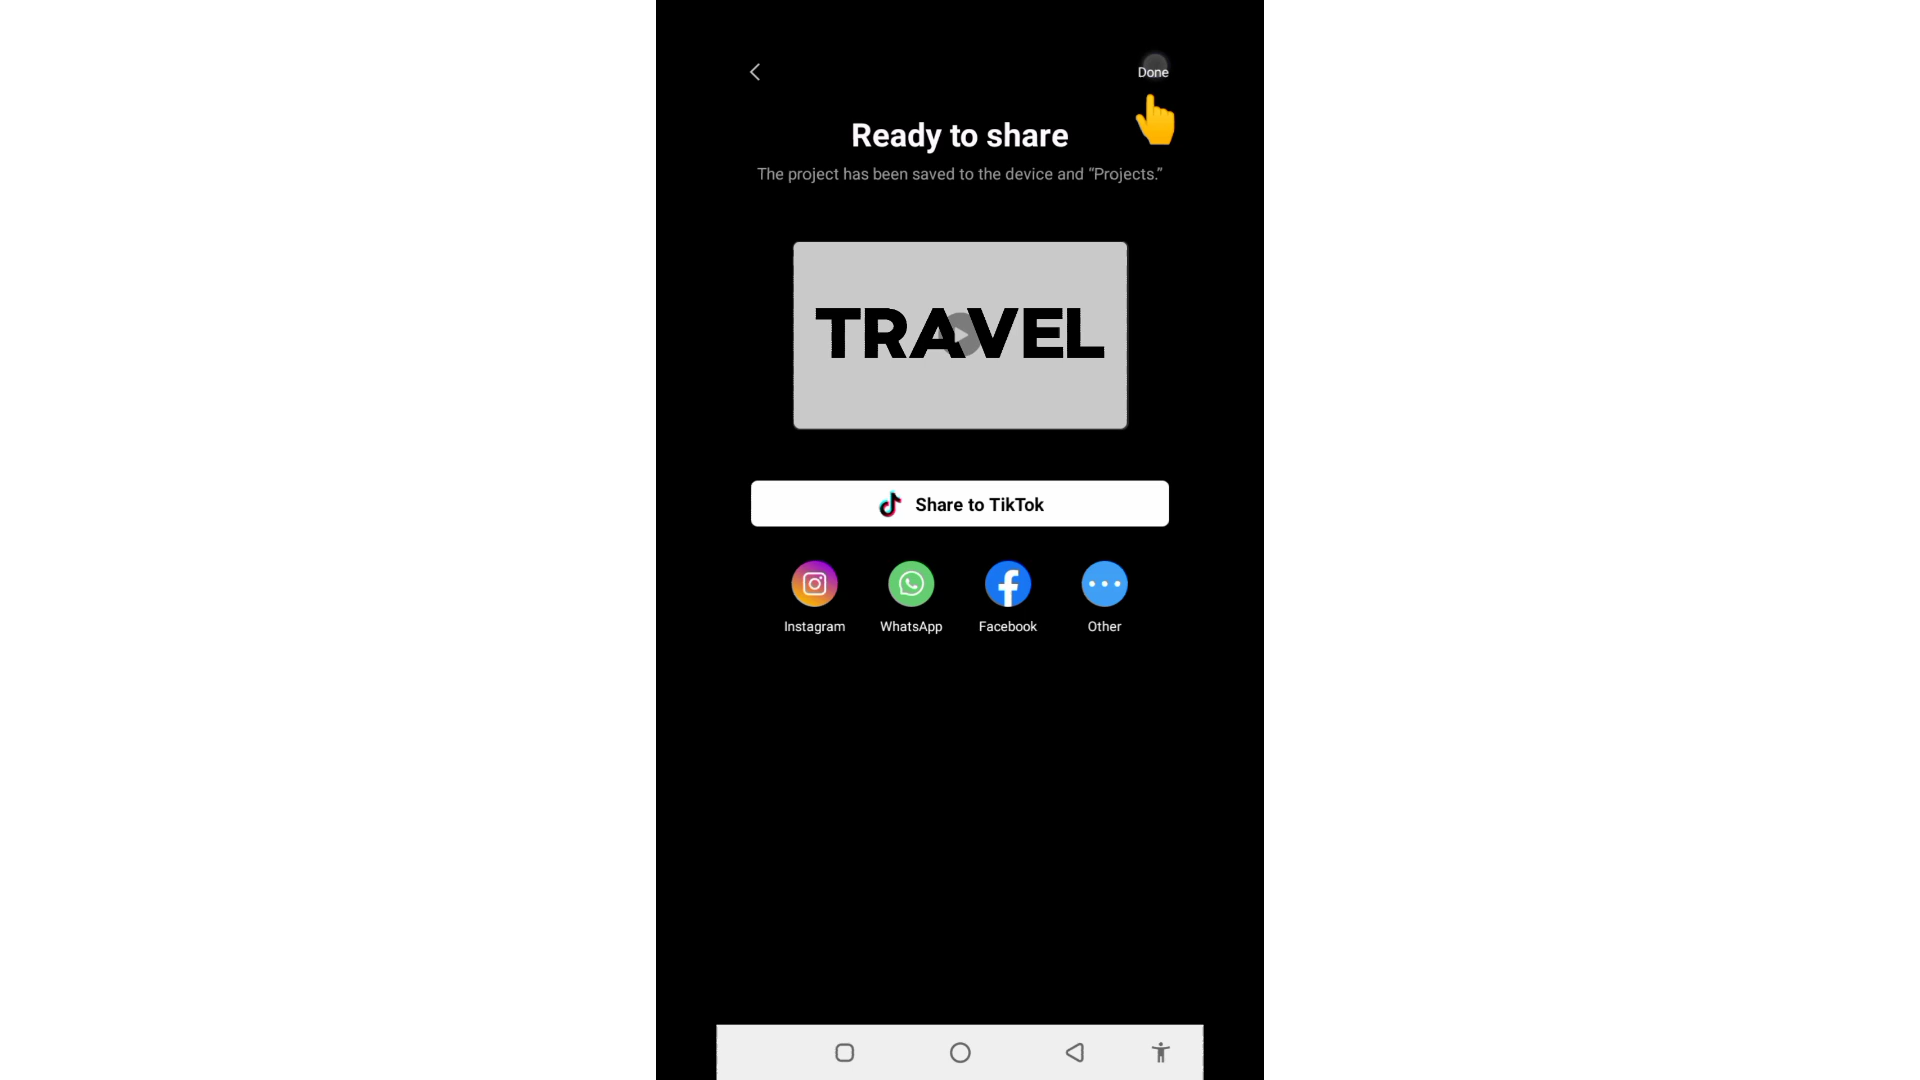 Done
Ready to share
The project has been saved to the device and “Projects.”
TRAVEL
Share to TikTok
Instagram WhatsApp Facebook Other